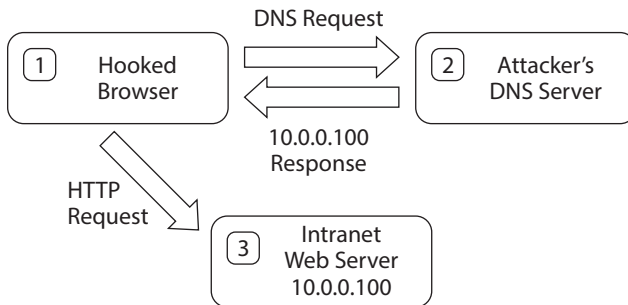 DNS Request
1
Hooked
Browser
2
Attacker's
DNS Server
10.0.0.100
Response
HTTP
Request
3
Intranet
Web Server
10.0.0.100